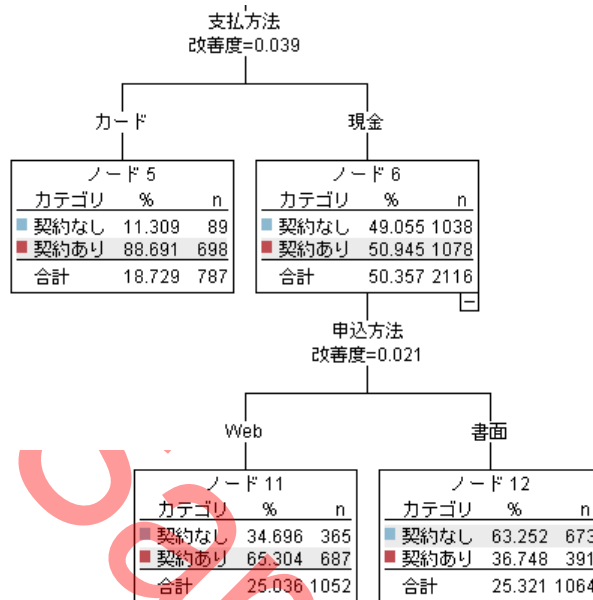 支払方法
改善度=0.039
カード
現金
ノード 5
カテゴリ % n
契約なし 11.309 89
契約あり 88.691 698
合計 18.729 787
ノード 6
カテゴリ % n
契約なし 49.055 1038
契約あり 50.945 1078
合計 50.357 2116
申込方法
改善度=0.021
Web
書面
ノード 11
カテゴリ % n
契約なし 34.696 365
契約あり 65.304 687
合計 25.036 1052
ノード 12
カテゴリ % n
契約なし 63.252 673
契約あり 36.748 391
合計 25.321 1064